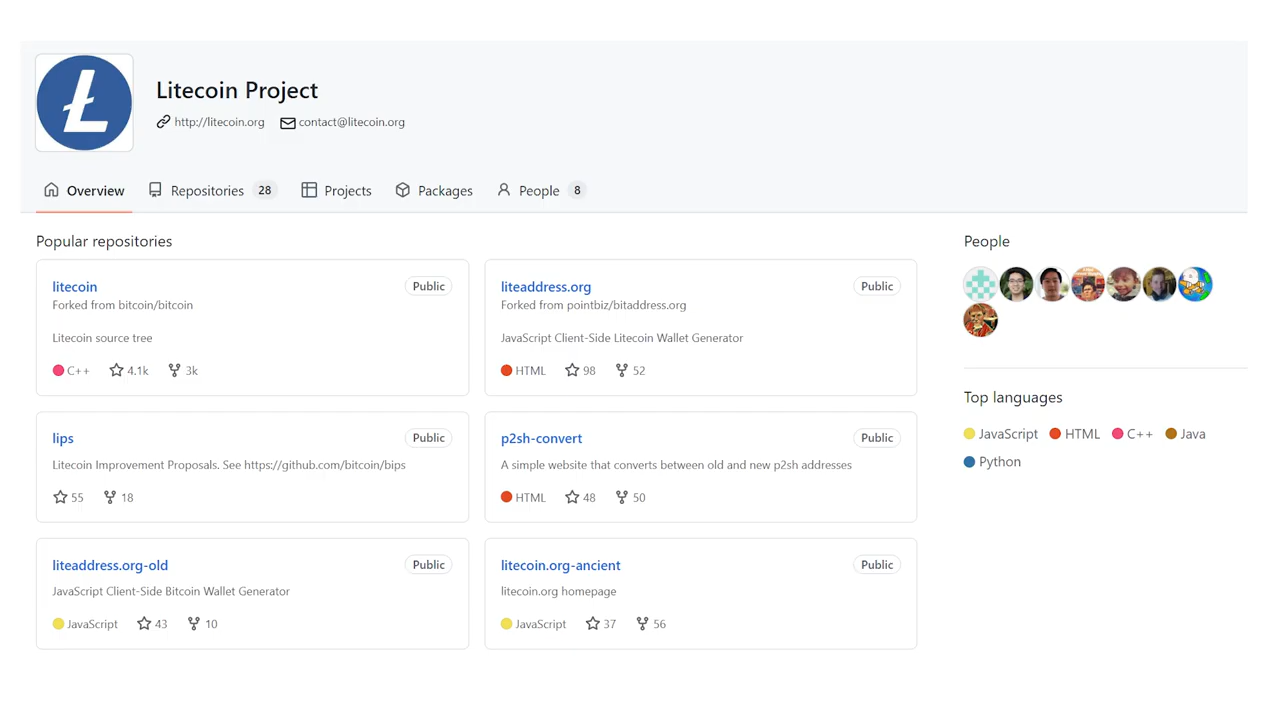 Litecoin Project
http://litecoin.org contact@litecoin.org
Overview Repositories 28 Projects Packages People 8
Popular repositories
litecoin Public
Forked from bitcoin/bitcoin
Litecoin source tree
C++ 4.1k 3k
liteaddress.org Public
Forked from pointbiz/bitaddress.org
JavaScript Client-Side Litecoin Wallet Generator
HTML 98 52
lips Public
Litecoin Improvement Proposals. See https://github.com/bitcoin/bips
55 18
p2sh-convert Public
A simple website that converts between old and new p2sh addresses
HTML 48 50
liteaddress.org-old Public
JavaScript Client-Side Bitcoin Wallet Generator
JavaScript 43 10
litecoin.org-ancient Public
litecoin.org homepage
JavaScript 37 56
People
Top languages
JavaScript HTML C++ Java
Python